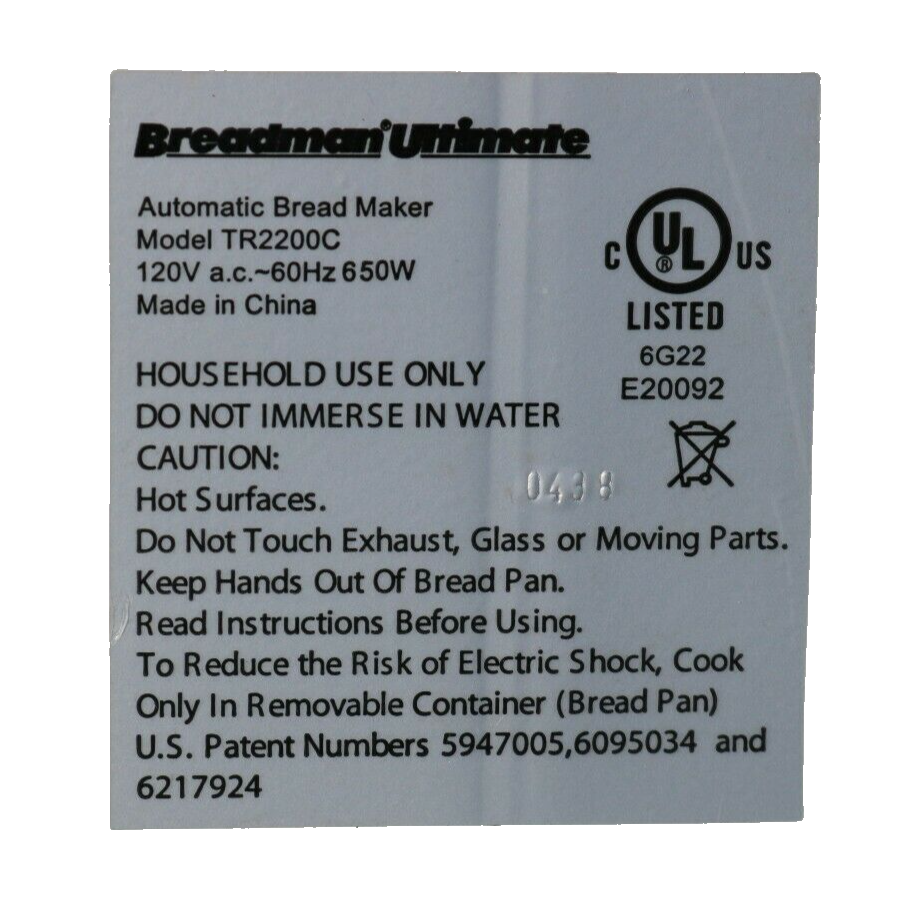 Breadman® Ultimate
Automatic Bread Maker
Model TR2200C
120V a.c.~60Hz 650W
Made in China
C UL® US
LISTED
6G22
E20092
HOUSEHOLD USE ONLY
DO NOT IMMERSE IN WATER
CAUTION:
Hot Surfaces.
0438
Do Not Touch Exhaust, Glass or Moving Parts.
Keep Hands Out Of Bread Pan.
Read Instructions Before Using.
To Reduce the Risk of Electric Shock, Cook
Only In Removable Container (Bread Pan)
U.S. Patent Numbers 5947005,6095034 and
6217924